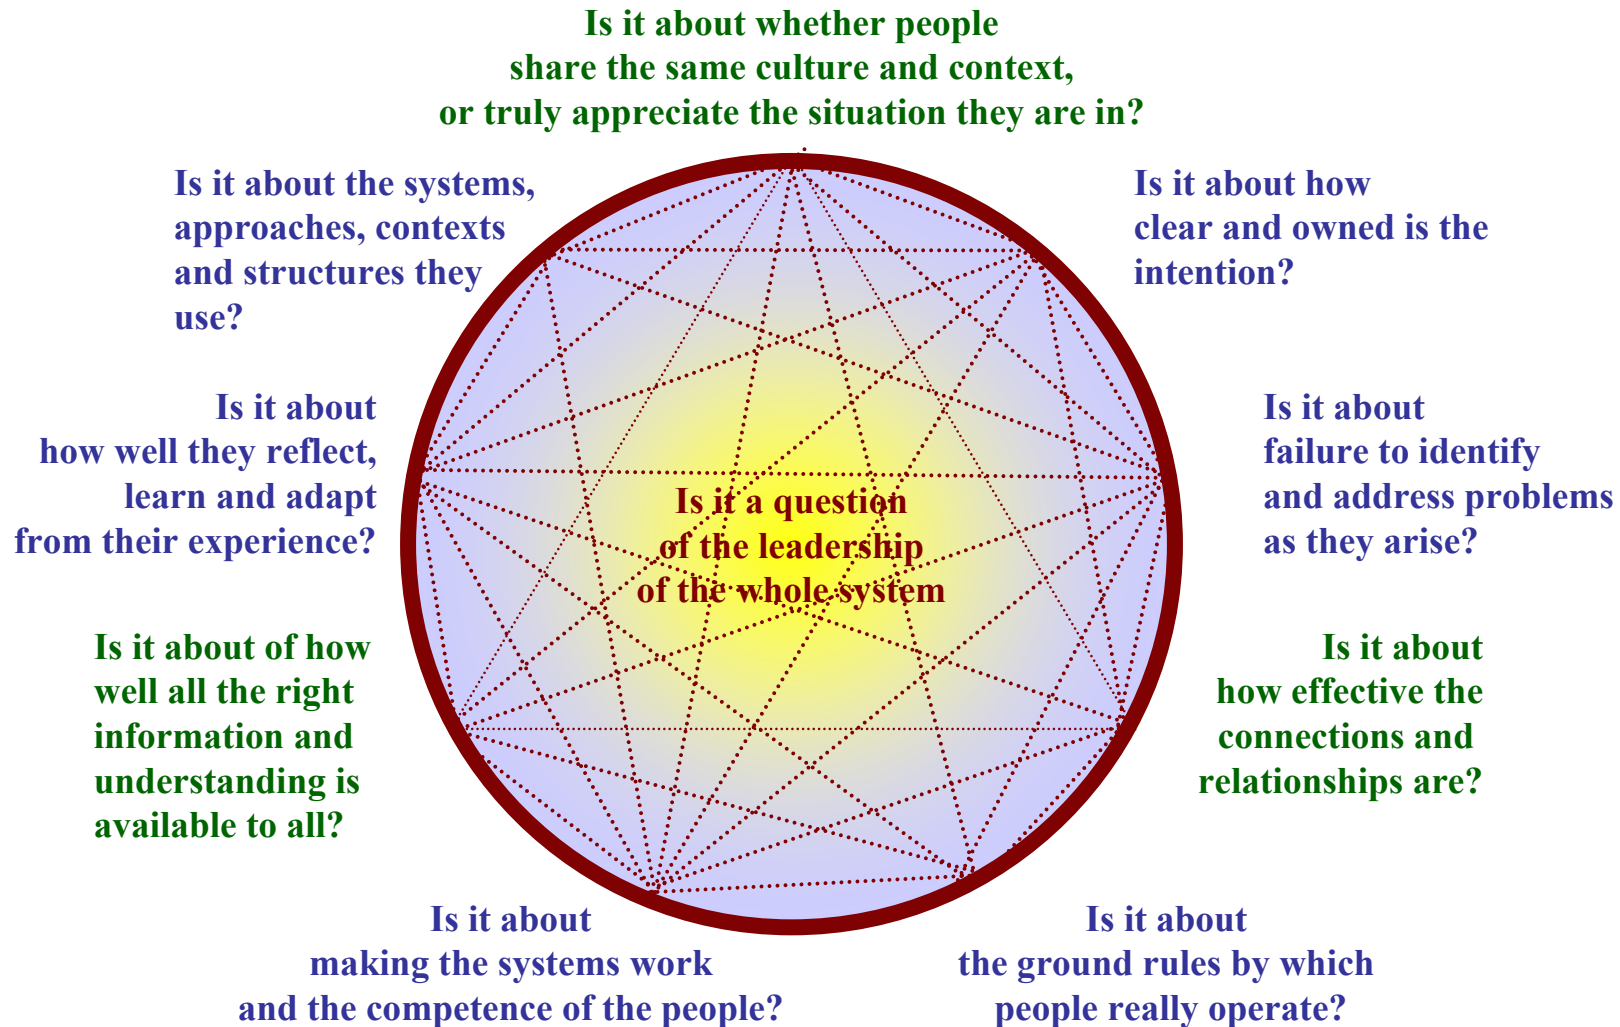 Is it about whether people
share the same culture and context,
or truly appreciate the situation they are in?
Is it about how
clear and owned is the
intention?
Is it about
failure to identify
and address problems
as they arise?
Is it about
how effective the
connections and
relationships are?
Is it about
the ground rules by which
people really operate?
Is it about
making the systems work
and the competence of the people?
Is it about of how
well all the right
information and
understanding is
available to all?
Is it about
how well they reflect,
learn and adapt
from their experience?
Is it about the systems,
approaches, contexts
and structures they
use?
Is it a question
of the leadership
of the whole system